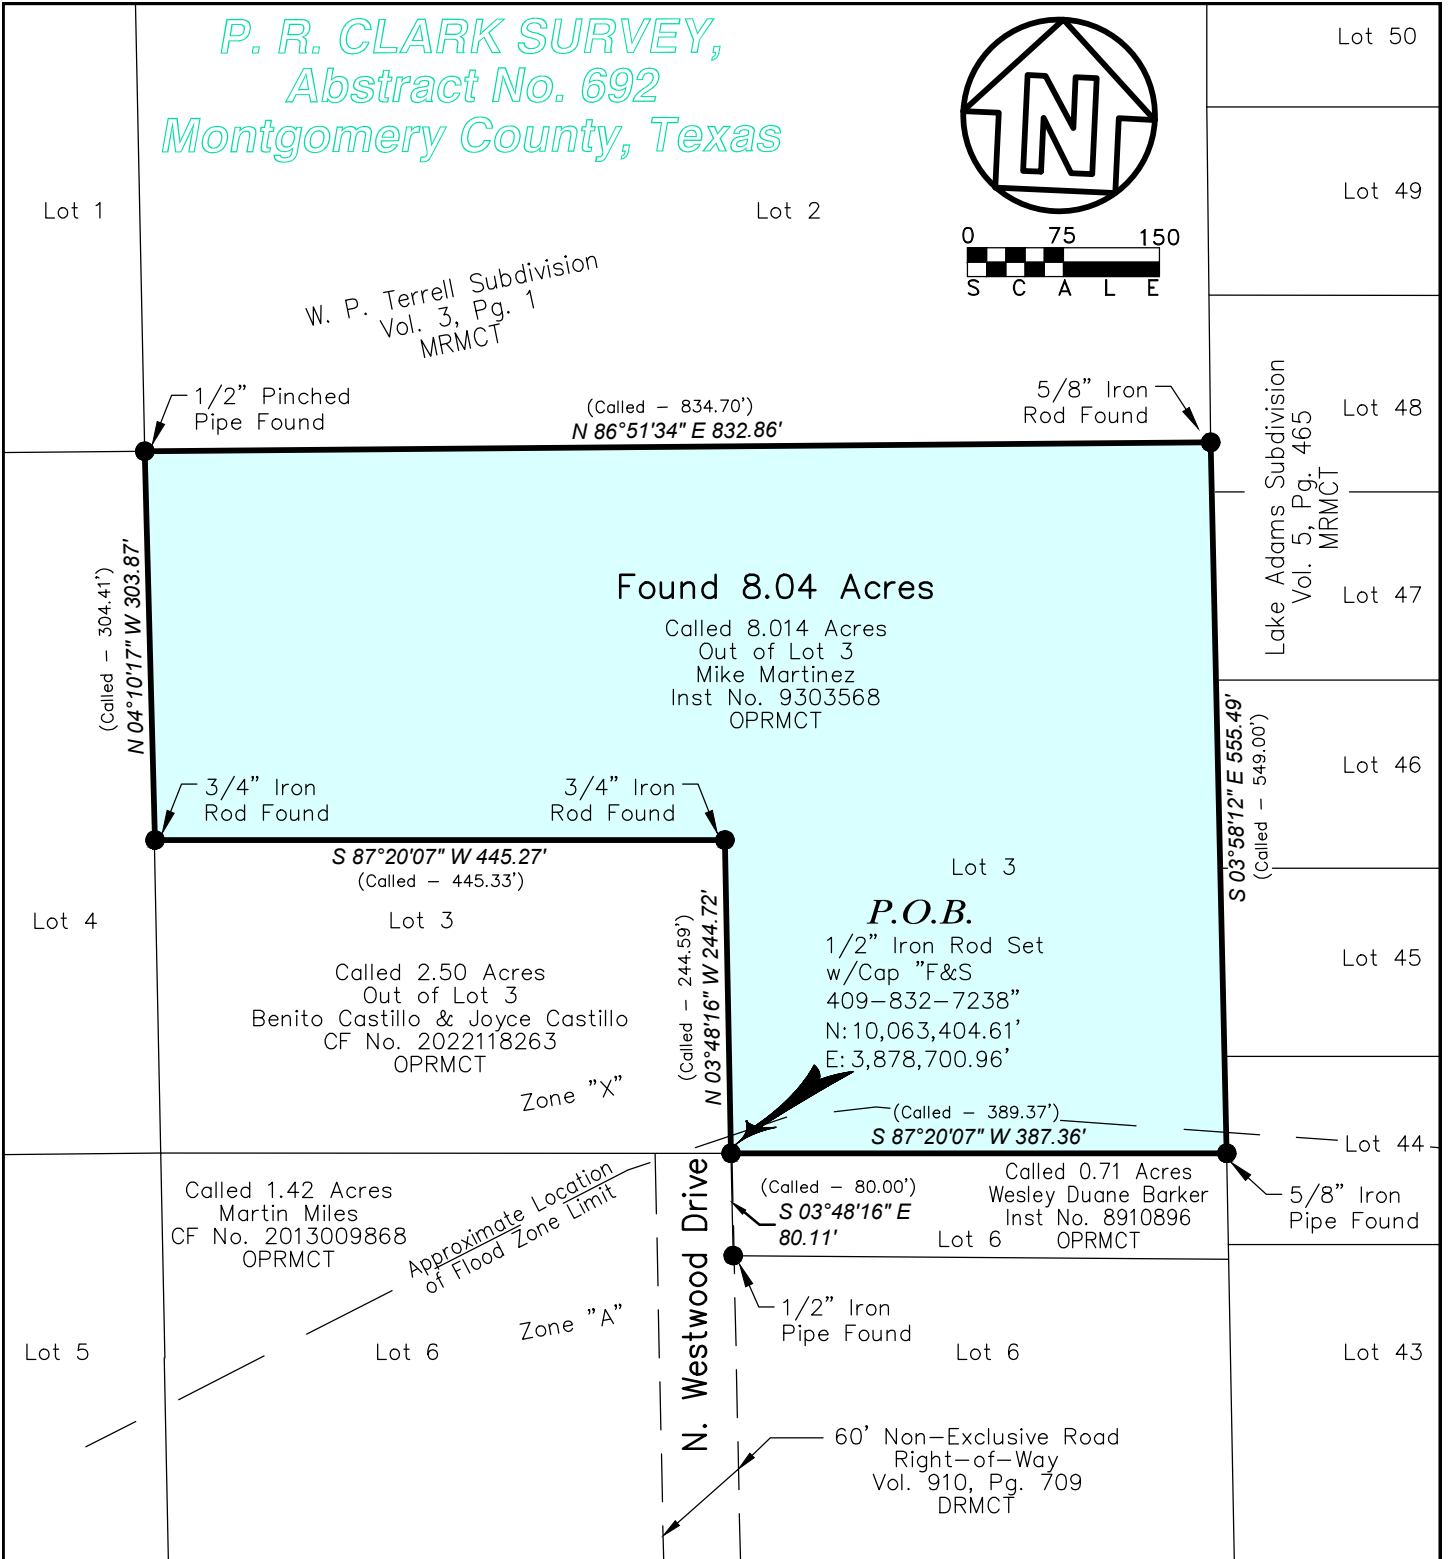 P. R. CLARK SURVEY,
Abstract No. 692
Montgomery County, Texas
N
0 75 150
S C A L E
Lot 50
Lot 49
Lot 1
Lot 2
W. P. Terrell Subdivision
Vol. 3, Pg. 1
MRMCT
1/2" Pinched
Pipe Found
(Called - 834.70')
N 86°51'34" E 832.86'
5/8" Iron
Rod Found
Lake Adams Subdivision
Vol. 5, Pg. 465
MRMCT
Lot 48
Lot 47
Lot 46
Lot 45
Lot 44
Lot 43
(Called - 304.41')
N 04°10'17" W 303.87'
Found 8.04 Acres
Called 8.014 Acres
Out of Lot 3
Mike Martinez
Inst No. 9303568
OPRMCT
S 03°58'12" E 555.49'
(Called - 549.00')
3/4" Iron
Rod Found
3/4" Iron
Rod Found
S 87°20'07" W 445.27'
(Called - 445.33')
Lot 4
Lot 3
Called 2.50 Acres
Out of Lot 3
Benito Castillo & Joyce Castillo
CF No. 2022118263
OPRMCT
Zone "X"
(Called - 244.59')
N 03°48'16" W 244.72'
Lot 3
P.O.B.
1/2" Iron Rod Set
w/Cap "F&S
409-832-7238"
N: 10,063,404.61'
E: 3,878,700.96'
(Called - 389.37')
S 87°20'07" W 387.36'
Called 1.42 Acres
Martin Miles
CF No. 2013009868
OPRMCT
Approximate Location
of Flood Zone Limit
Zone "A"
N. Westwood Drive
(Called - 80.00')
S 03°48'16" E
80.11'
Called 0.71 Acres
Wesley Duane Barker
Inst No. 8910896
OPRMCT
Lot 6
5/8" Iron
Pipe Found
1/2" Iron
Pipe Found
Lot 5
Lot 6
Lot 6
60' Non-Exclusive Road
Right-of-Way
Vol. 910, Pg. 709
DRMCT